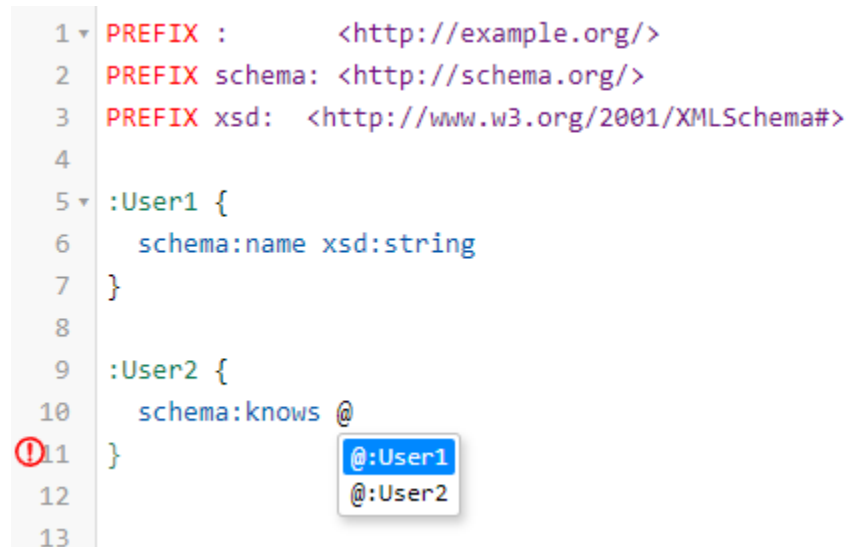 1 PREFIX :       <http://example.org/>
2 PREFIX schema: <http://schema.org/>
3 PREFIX xsd:  <http://www.w3.org/2001/XMLSchema#>
4
5 :User1 {
6   schema:name xsd:string
7 }
8
9 :User2 {
10   schema:knows @
11 }
@:User1
12
@:User2
13